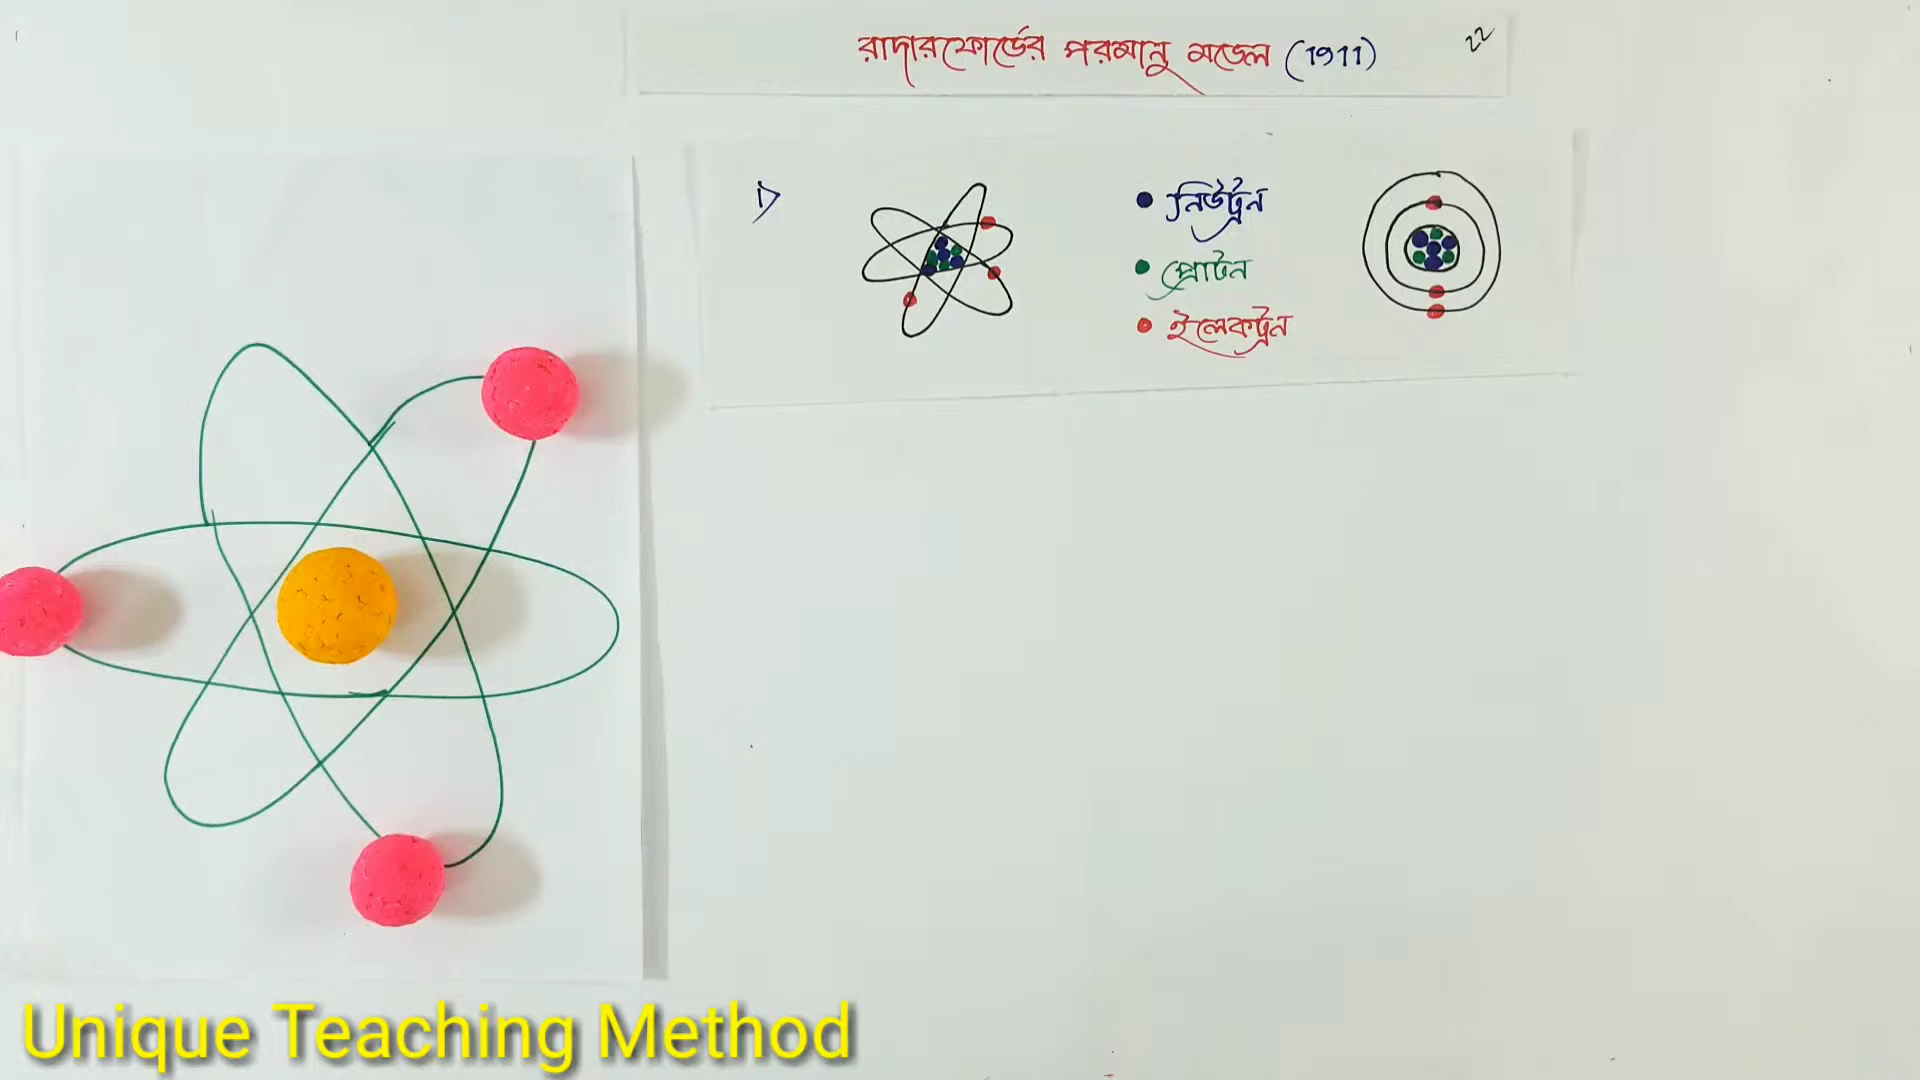 রাদারফোর্ডের পরমানু মডেল (1911)
22
1>
নিউট্রন
প্রোটন
ইলেকট্রন
Unique Teaching Method